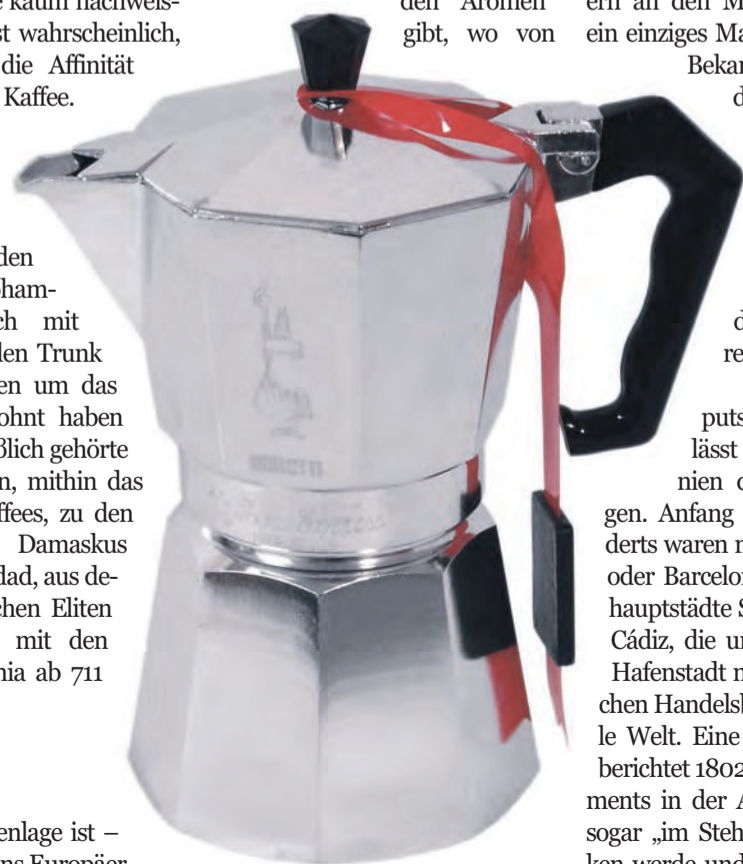 kaum nachweis-
st wahrscheinlich,
die Affinität
Kaffee.
den
ham-
ch mit
den Trunk
en um das
ohnt haben
ßlich gehörte
n, mithin das
ffees, zu den
Damaskus
dad, aus de-
chen Eliten
mit den
nia ab 711
enlage ist –
ns Europäer
den Aromen
gibt, wo von
BIALETTI
ern an den M
ein einziges Ma
Bekan
d
d
re
puts
lässt
nien d
gen. Anfang
derts waren n
oder Barcelon
hauptstädte S
Cádiz, die un
Hafenstadt n
chen Handelsb
le Welt. Eine
berichtet 1802
ments in der A
sogar „im Steh
ken werde und